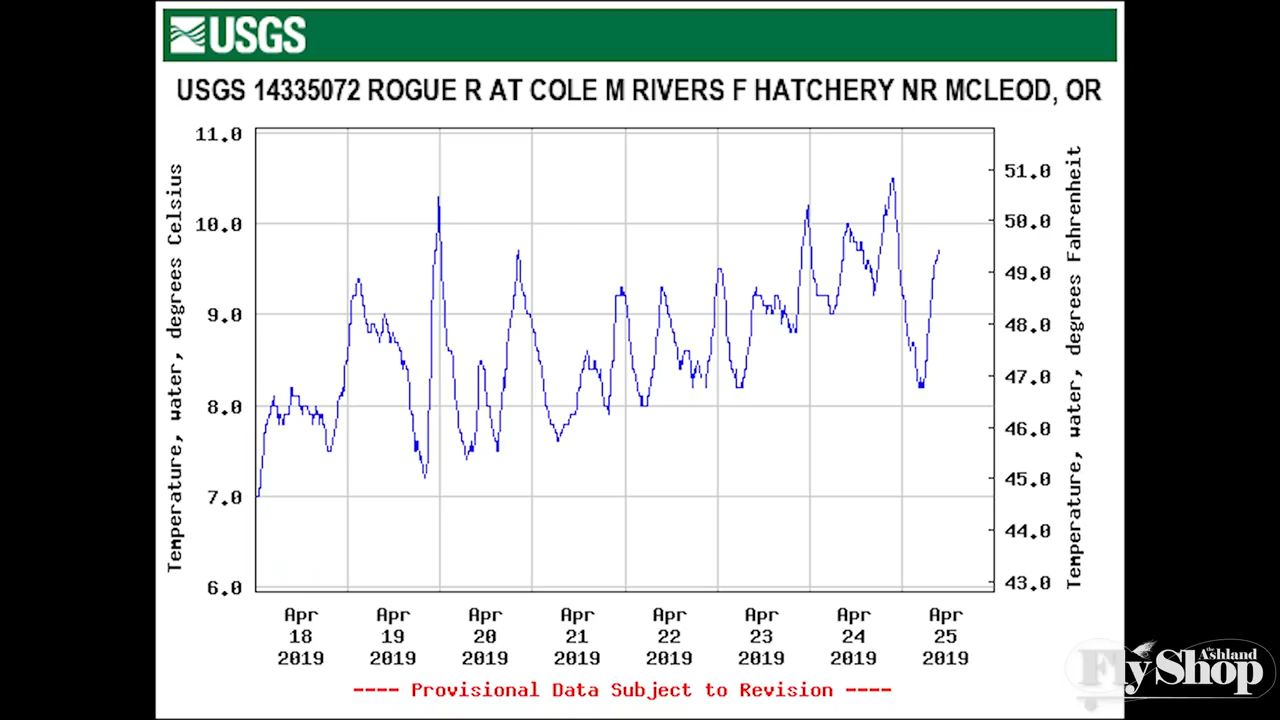 USGS
USGS 14335072 ROGUE R AT COLE M RIVERS F HATCHERY NR MCLEOD, OR
Temperature, water, degrees Celsius
11.0
10.0
9.0
8.0
7.0
6.0
51.0
50.0
49.0
48.0
47.0
46.0
45.0
44.0
43.0
Temperature, water, degrees Fahrenheit
Apr 18 2019
Apr 19 2019
Apr 20 2019
Apr 21 2019
Apr 22 2019
Apr 23 2019
Apr 24 2019
Apr 25 2019
---- Provisional Data Subject to Revision ----
the Ashland
Fly Shop